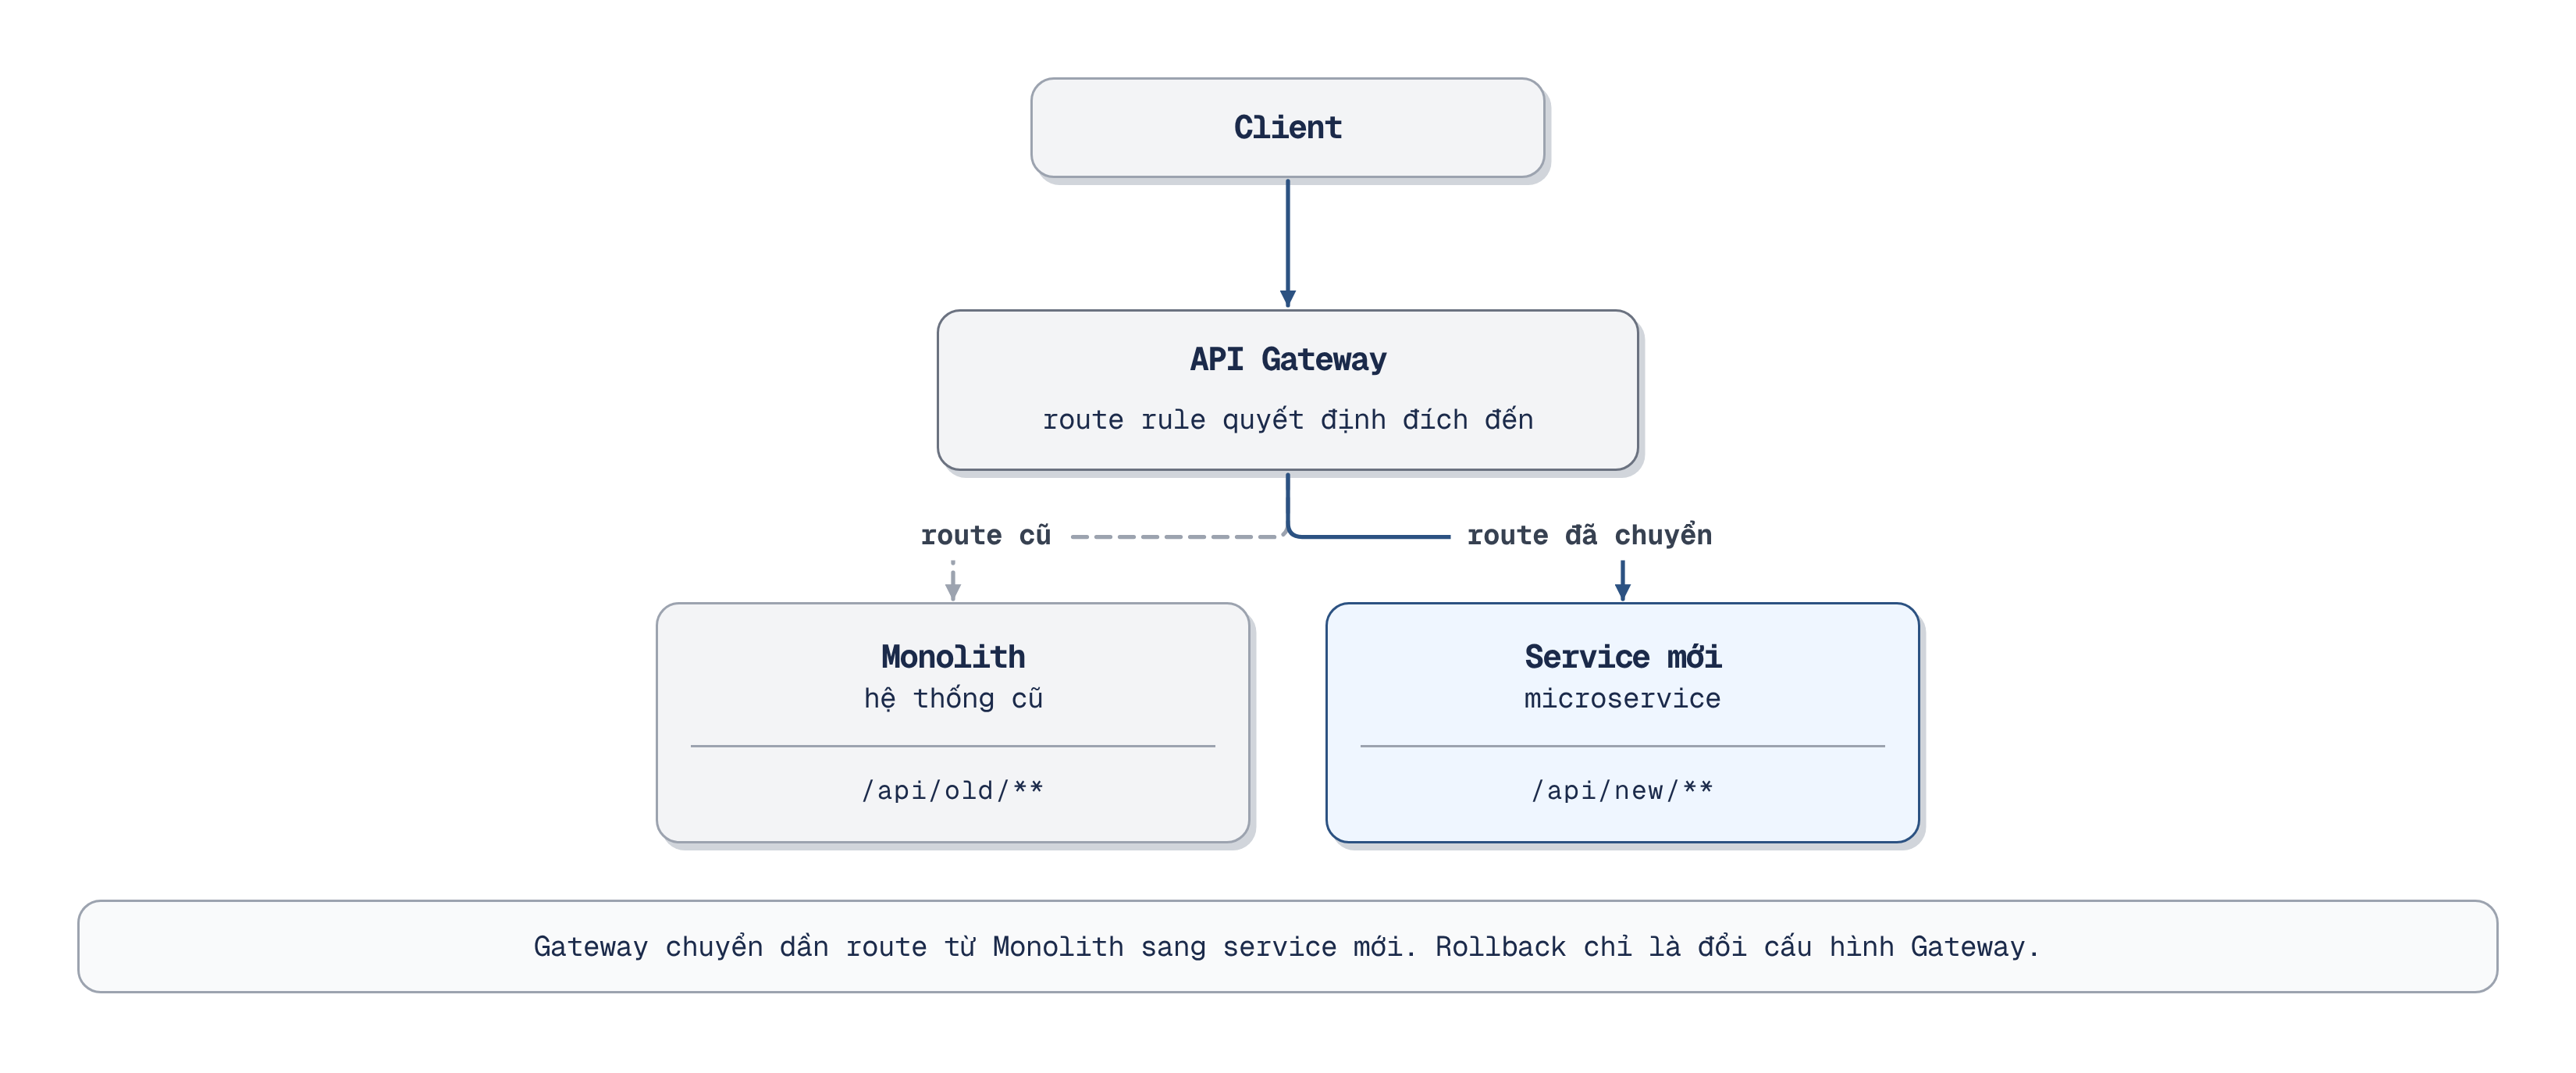 Client
API Gateway
route rule quyết định đích đến
route cũ
route đã chuyển
Monolith
hệ thống cũ
/api/old/**
Service mới
microservice
/api/new/**
Gateway chuyển dần route từ Monolith sang service mới. Rollback chỉ là đổi cấu hình Gateway.